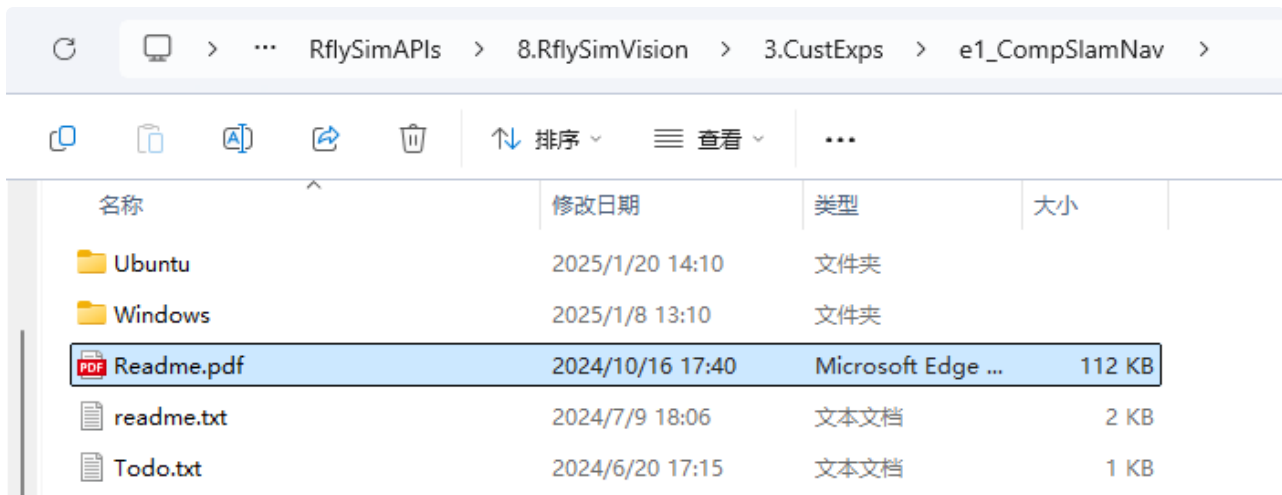 … RflySimAPIs > 8.RflySimVision > 3.CustExps > e1_CompSlamNav >
排序 查看 …
名称 修改日期 类型 大小
Ubuntu 2025/1/20 14:10 文件夹
Windows 2025/1/8 13:10 文件夹
PDF Readme.pdf 2024/10/16 17:40 Microsoft Edge ... 112 KB
readme.txt 2024/7/9 18:06 文本文档 2 KB
Todo.txt 2024/6/20 17:15 文本文档 1 KB